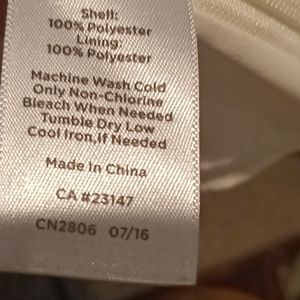 Shell:
100% Polyester
Lining:
100% Polyester
Machine Wash Cold
Only Non-Chlorine
Bleach When Needed
Tumble Dry Low
Cool Iron,If Needed
Made In China
CA #23147
CN2806 07/16